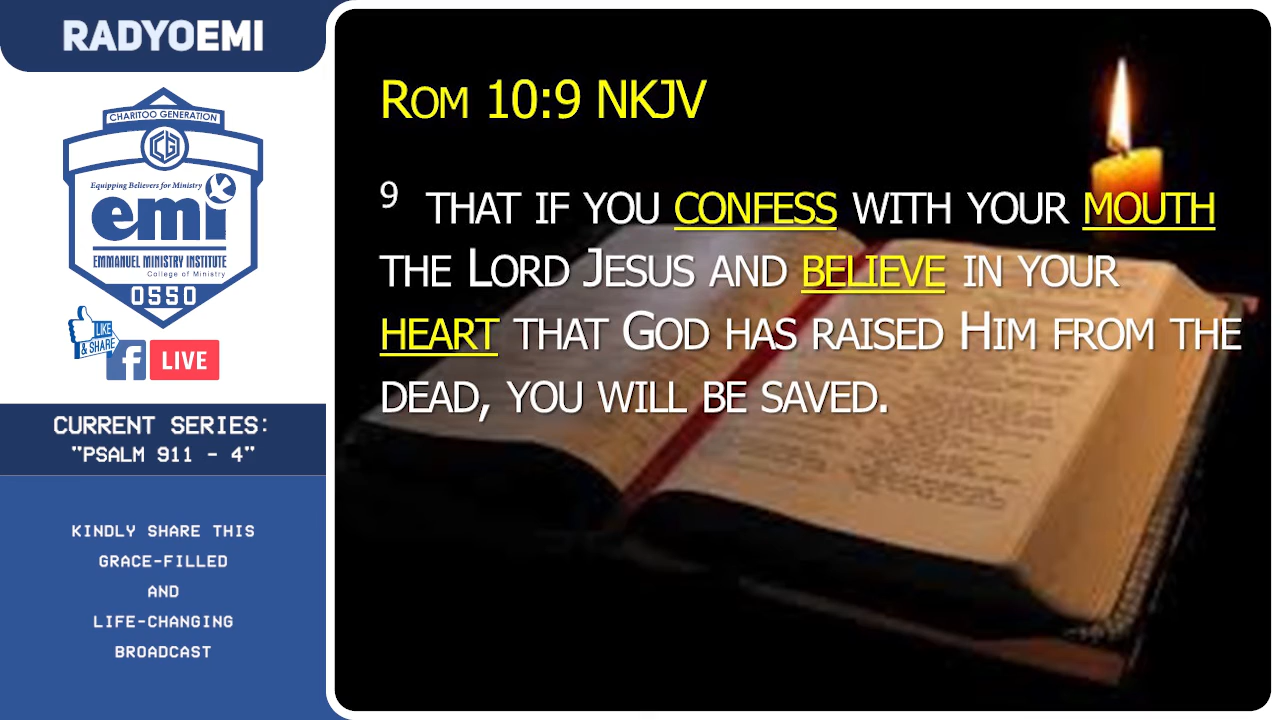 RADYOEMI
CHARITOO GENERATION
CG
Equipping Believers for Ministry
emi
EMMANUEL MINISTRY INSTITUTE
College of Ministry
0550
LIKE
& SHARE
f LIVE
CURRENT SERIES:
"PSALM 911 - 4"
KINDLY SHARE THIS
GRACE-FILLED
AND
LIFE-CHANGING
BROADCAST
ROM 10:9 NKJV
9 THAT IF YOU CONFESS WITH YOUR MOUTH
THE LORD JESUS AND BELIEVE IN YOUR
HEART THAT GOD HAS RAISED HIM FROM THE
DEAD, YOU WILL BE SAVED.